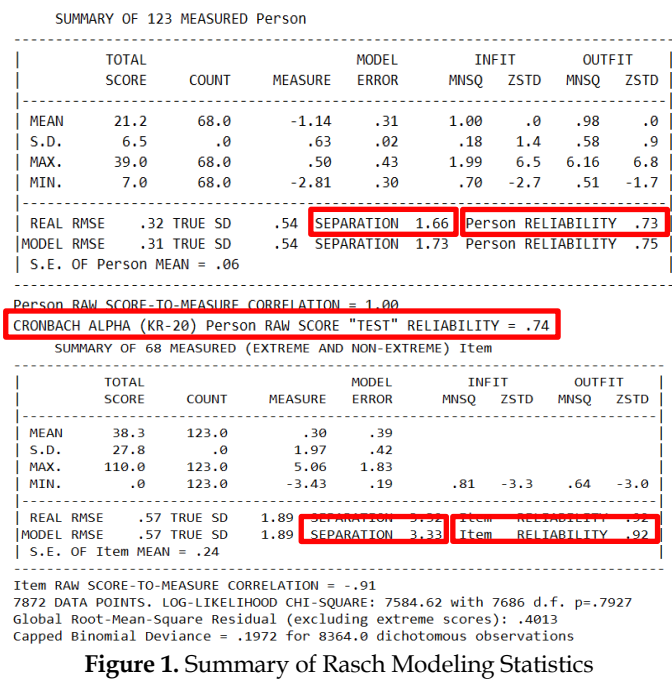 SUMMARY OF 123 MEASURED Person
TOTAL MODEL INFIT OUTFIT
SCORE COUNT MEASURE ERROR MNSQ ZSTD MNSQ ZSTD
MEAN 21.2 68.0 -1.14 .31 1.00 .0 .98 .0
S.D. 6.5 .0 .63 .02 .18 1.4 .58 .9
MAX. 39.0 68.0 .50 .43 1.99 6.5 6.16 6.8
MIN. 7.0 68.0 -2.81 .30 .70 -2.7 .51 -1.7
REAL RMSE .32 TRUE SD .54 SEPARATION 1.66 Person RELIABILITY .73
MODEL RMSE .31 TRUE SD .54 SEPARATION 1.73 Person RELIABILITY .75
S.E. OF Person MEAN = .06
Person RAW SCORE-TO-MEASURE CORRELATION = 1.00
CRONBACH ALPHA (KR-20) Person RAW SCORE "TEST" RELIABILITY = .74
SUMMARY OF 68 MEASURED (EXTREME AND NON-EXTREME) Item
TOTAL MODEL INFIT OUTFIT
SCORE COUNT MEASURE ERROR MNSQ ZSTD MNSQ ZSTD
MEAN 38.3 123.0 .30 .39
S.D. 27.8 .0 1.97 .42
MAX. 110.0 123.0 5.06 1.83
MIN. .0 123.0 -3.43 .19 .81 -3.3 .64 -3.0
REAL RMSE .57 TRUE SD 1.89 SEPARATION 3.32 Item RELIABILITY .92
MODEL RMSE .57 TRUE SD 1.89 SEPARATION 3.33 Item RELIABILITY .92
S.E. OF Item MEAN = .24
Item RAW SCORE-TO-MEASURE CORRELATION = -.91
7872 DATA POINTS. LOG-LIKELIHOOD CHI-SQUARE: 7584.62 with 7686 d.f. p=.7927
Global Root-Mean-Square Residual (excluding extreme scores): .4013
Capped Binomial Deviance = .1972 for 8364.0 dichotomous observations
Figure 1. Summary of Rasch Modeling Statistics